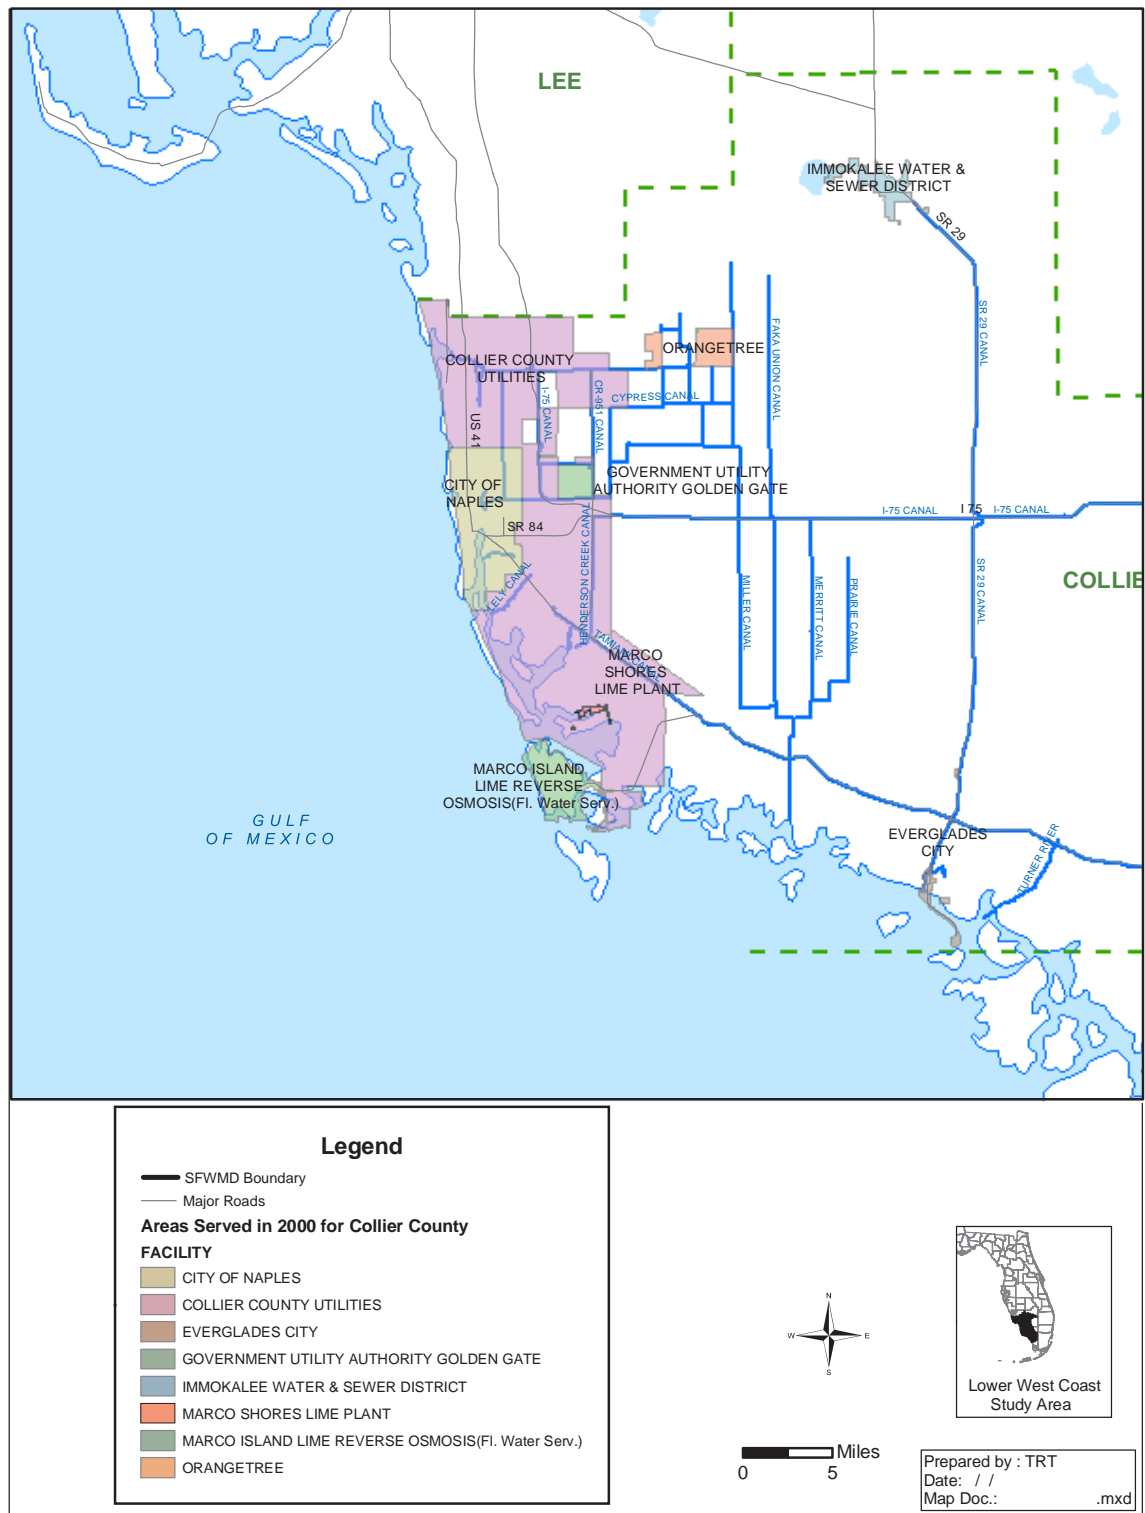 LEE
IMMOKALEE WATER &
SEWER DISTRICT
SR 29
SR 29 CANAL
FAKA UNION CANAL
ORANGETREE
COLLIER COUNTY
UTILITIES
I-75 CANAL
CR-951 CANAL
CYPRESS CANAL
US 41
GOVERNMENT UTILITY
AUTHORITY GOLDEN GATE
CITY OF
NAPLES
SR 84
I-75 CANAL
I 75
I-75 CANAL
HENDERSON CREEK CANAL
LELY CANAL
MILLER CANAL
MERRITT CANAL
PRAIRIE CANAL
SR 29 CANAL
COLLIE
TAMIAMI CANAL
MARCO
SHORES
LIME PLANT
MARCO ISLAND
LIME REVERSE
OSMOSIS(Fl. Water Serv.)
GULF
OF MEXICO
EVERGLADES
CITY
TURNER RIVER
Legend
SFWMD Boundary
Major Roads
Areas Served in 2000 for Collier County
FACILITY
CITY OF NAPLES
COLLIER COUNTY UTILITIES
EVERGLADES CITY
GOVERNMENT UTILITY AUTHORITY GOLDEN GATE
IMMOKALEE WATER & SEWER DISTRICT
MARCO SHORES LIME PLANT
MARCO ISLAND LIME REVERSE OSMOSIS(Fl. Water Serv.)
ORANGETREE
N
W E
S
Lower West Coast
Study Area
Miles
0 5
Prepared by : TRT
Date: / /
Map Doc.: .mxd